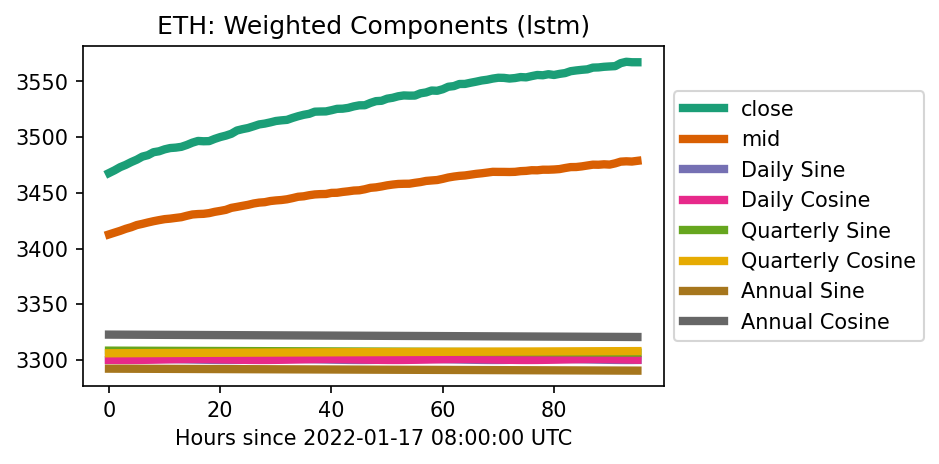 ETH: Weighted Components (lstm)
3550
3500
3450
3400
3350
3300
0 20 40 60 80
Hours since 2022-01-17 08:00:00 UTC
close
mid
Daily Sine
Daily Cosine
Quarterly Sine
Quarterly Cosine
Annual Sine
Annual Cosine